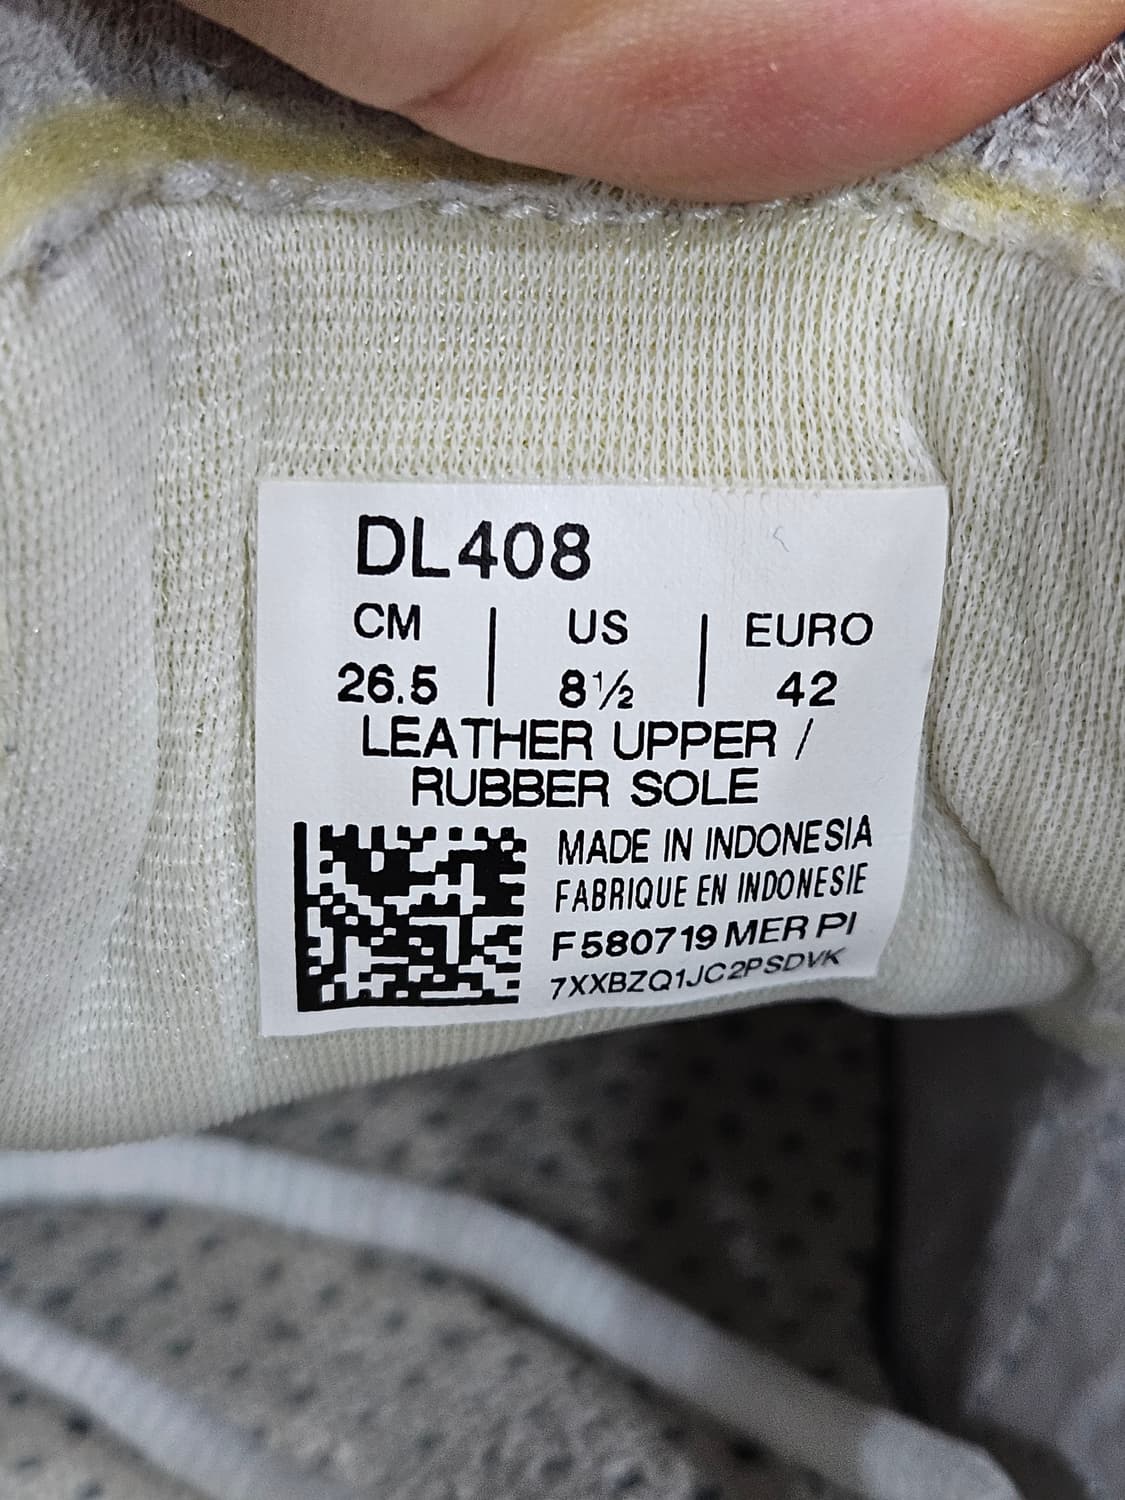 DL408
CM | US | EURO
26.5 | 8½ | 42
LEATHER UPPER /
RUBBER SOLE
MADE IN INDONESIA
FABRIQUE EN INDONESIE
F580719 MER PI
7XXBZQ1JC2PSDVK